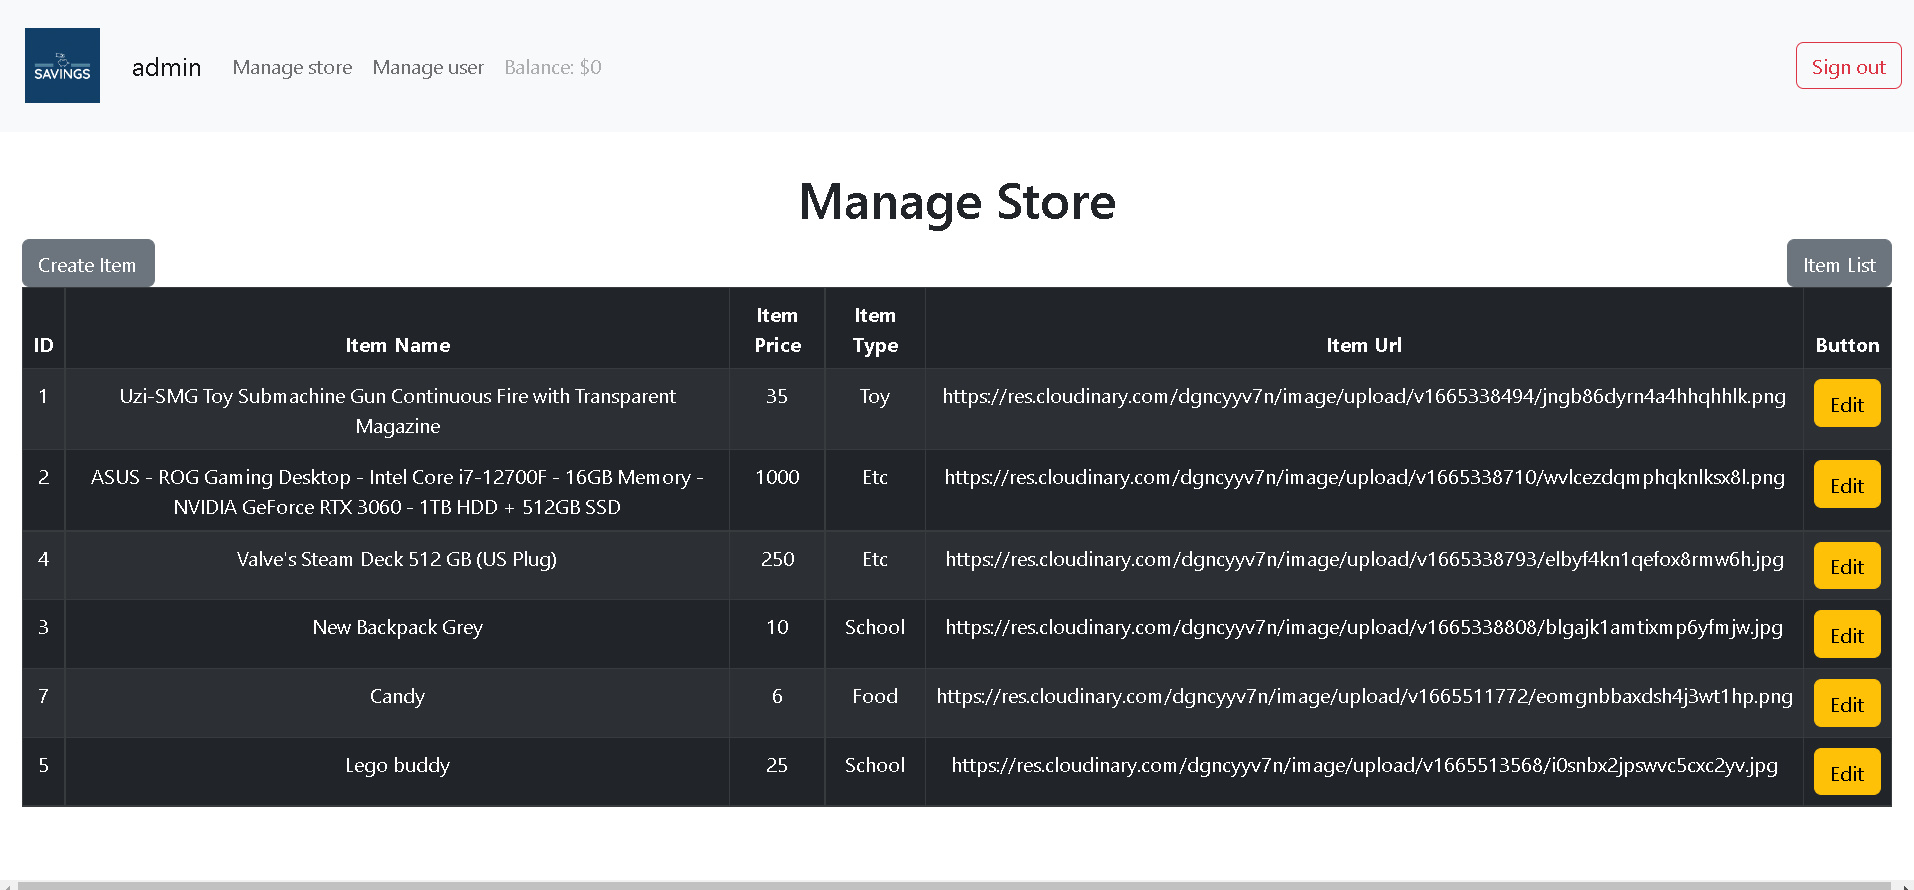 SAVINGS
admin Manage store Manage user Balance: $0 Sign out
Manage Store
Create Item Item List
ID Item Name Item Price Item Type Item Url Button
1 Uzi-SMG Toy Submachine Gun Continuous Fire with Transparent Magazine 35 Toy https://res.cloudinary.com/dgncyyv7n/image/upload/v1665338494/jngb86dyrn4a4hhqhhlk.png Edit
2 ASUS - ROG Gaming Desktop - Intel Core i7-12700F - 16GB Memory - NVIDIA GeForce RTX 3060 - 1TB HDD + 512GB SSD 1000 Etc https://res.cloudinary.com/dgncyyv7n/image/upload/v1665338710/wvlcezdqmphqknlksx8l.png Edit
4 Valve's Steam Deck 512 GB (US Plug) 250 Etc https://res.cloudinary.com/dgncyyv7n/image/upload/v1665338793/elbyf4kn1qefox8rmw6h.jpg Edit
3 New Backpack Grey 10 School https://res.cloudinary.com/dgncyyv7n/image/upload/v1665338808/blgajk1amtixmp6yfmjw.jpg Edit
7 Candy 6 Food https://res.cloudinary.com/dgncyyv7n/image/upload/v1665511772/eomgnbbaxdsh4j3wt1hp.png Edit
5 Lego buddy 25 School https://res.cloudinary.com/dgncyyv7n/image/upload/v1665513568/i0snbx2jpswvc5cxc2yv.jpg Edit